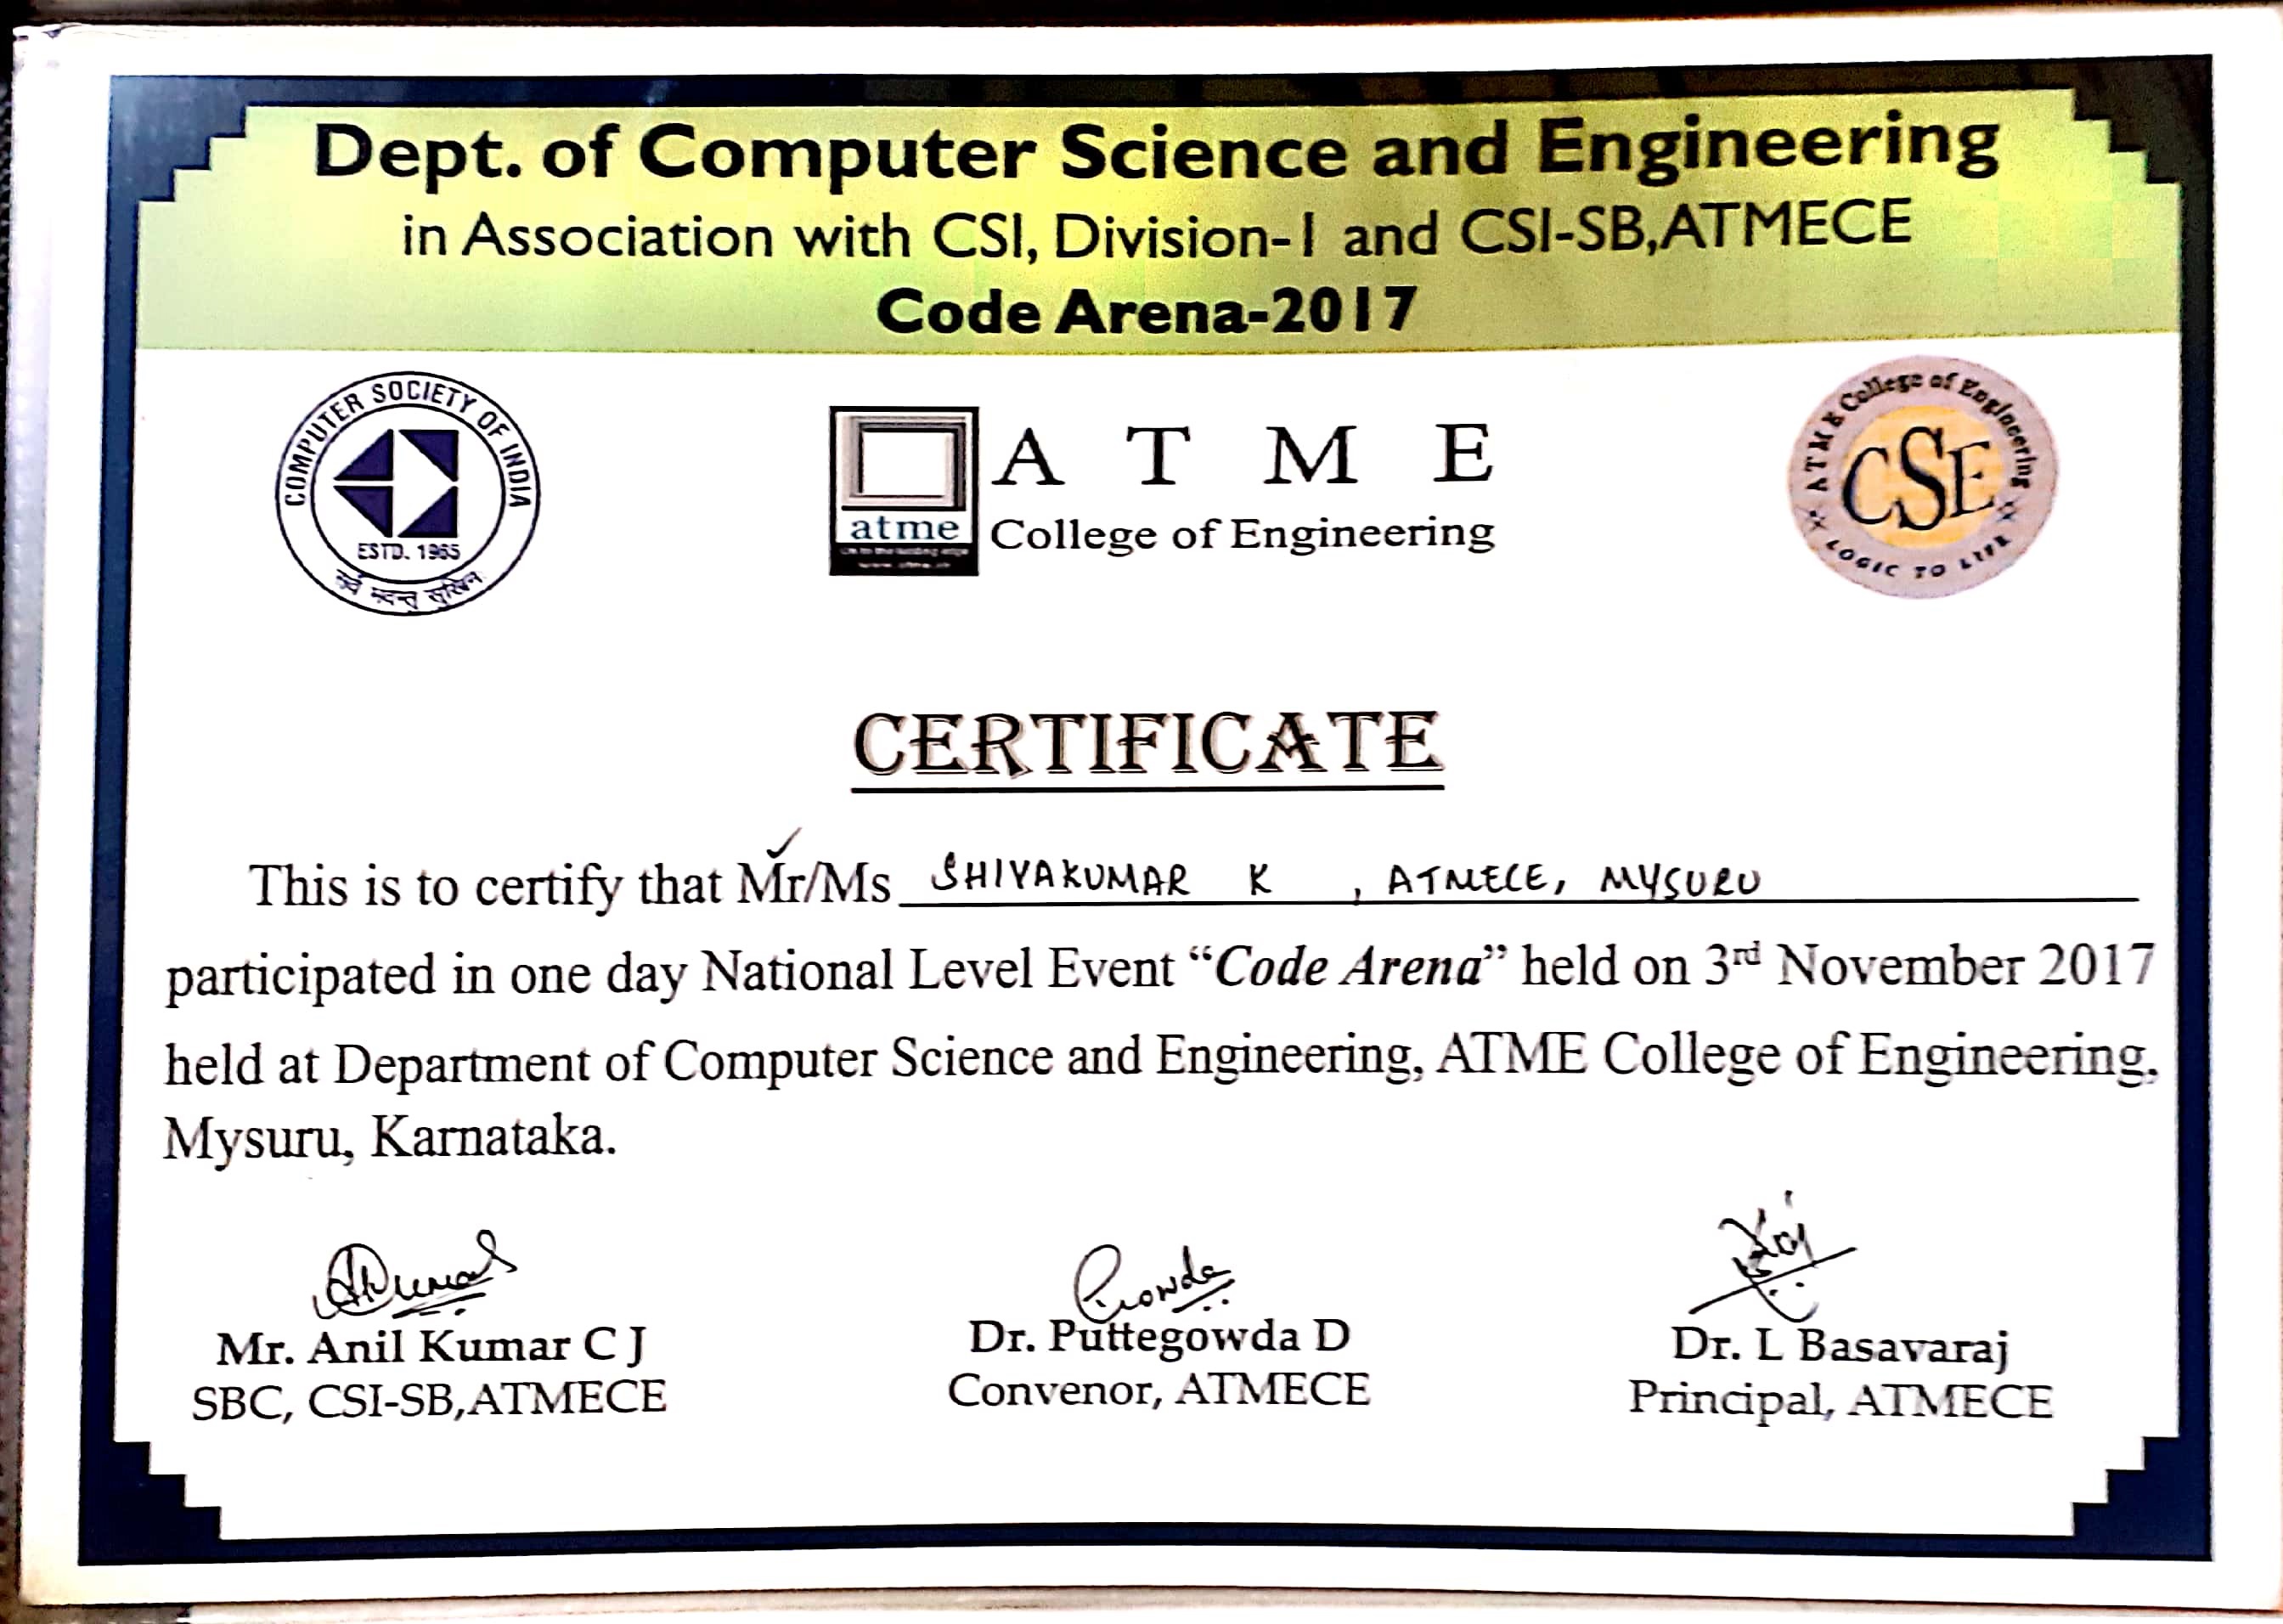 Dept. of Computer Science and Engineering
in Association with CSI, Division-1 and CSI-SB,ATMECE
Code Arena-2017
COMPUTER SOCIETY OF INDIA
ESTD. 1965
atme
A T M E
College of Engineering
ATME College of Engineering
CSE
LOGIC TO LIFE
CERTIFICATE
This is to certify that Mr/Ms SHIVAKUMAR K , ATMECE, MYSURU
participated in one day National Level Event “Code Arena” held on 3rd November 2017
held at Department of Computer Science and Engineering, ATME College of Engineering,
Mysuru, Karnataka.
Mr. Anil Kumar C J
SBC, CSI-SB,ATMECE
Dr. Puttegowda D
Convenor, ATMECE
Dr. L Basavaraj
Principal, ATMECE